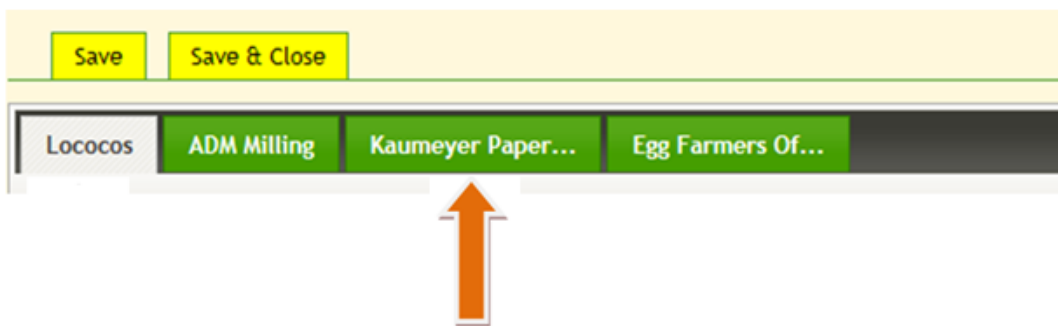 Save Save & Close
Lococos ADM Milling Kaumeyer Paper... Egg Farmers Of...